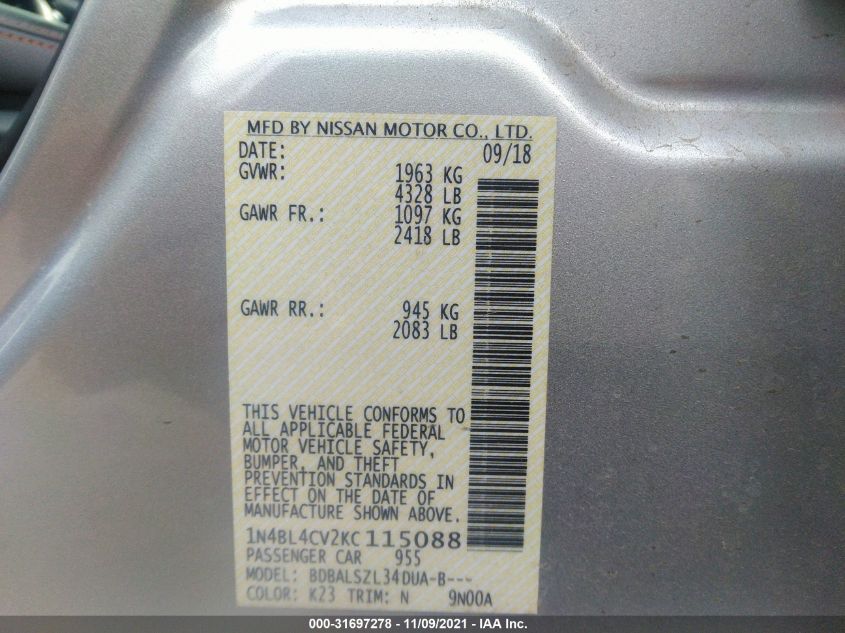 MFD BY NISSAN MOTOR CO., LTD.
DATE: 09/18
GVWR: 1963 KG
4328 LB
GAWR FR.: 1097 KG
2418 LB
GAWR RR.: 945 KG
2083 LB
THIS VEHICLE CONFORMS TO
ALL APPLICABLE FEDERAL
MOTOR VEHICLE SAFETY,
BUMPER, AND THEFT
PREVENTION STANDARDS IN
EFFECT ON THE DATE OF
MANUFACTURE SHOWN ABOVE.
1N4BL4CV2KC 115088
PASSENGER CAR 955
MODEL: BDBALSZL34DUA-B---
COLOR: K23 TRIM: N 9N00A
000-31697278 - 11/09/2021 - IAA Inc.